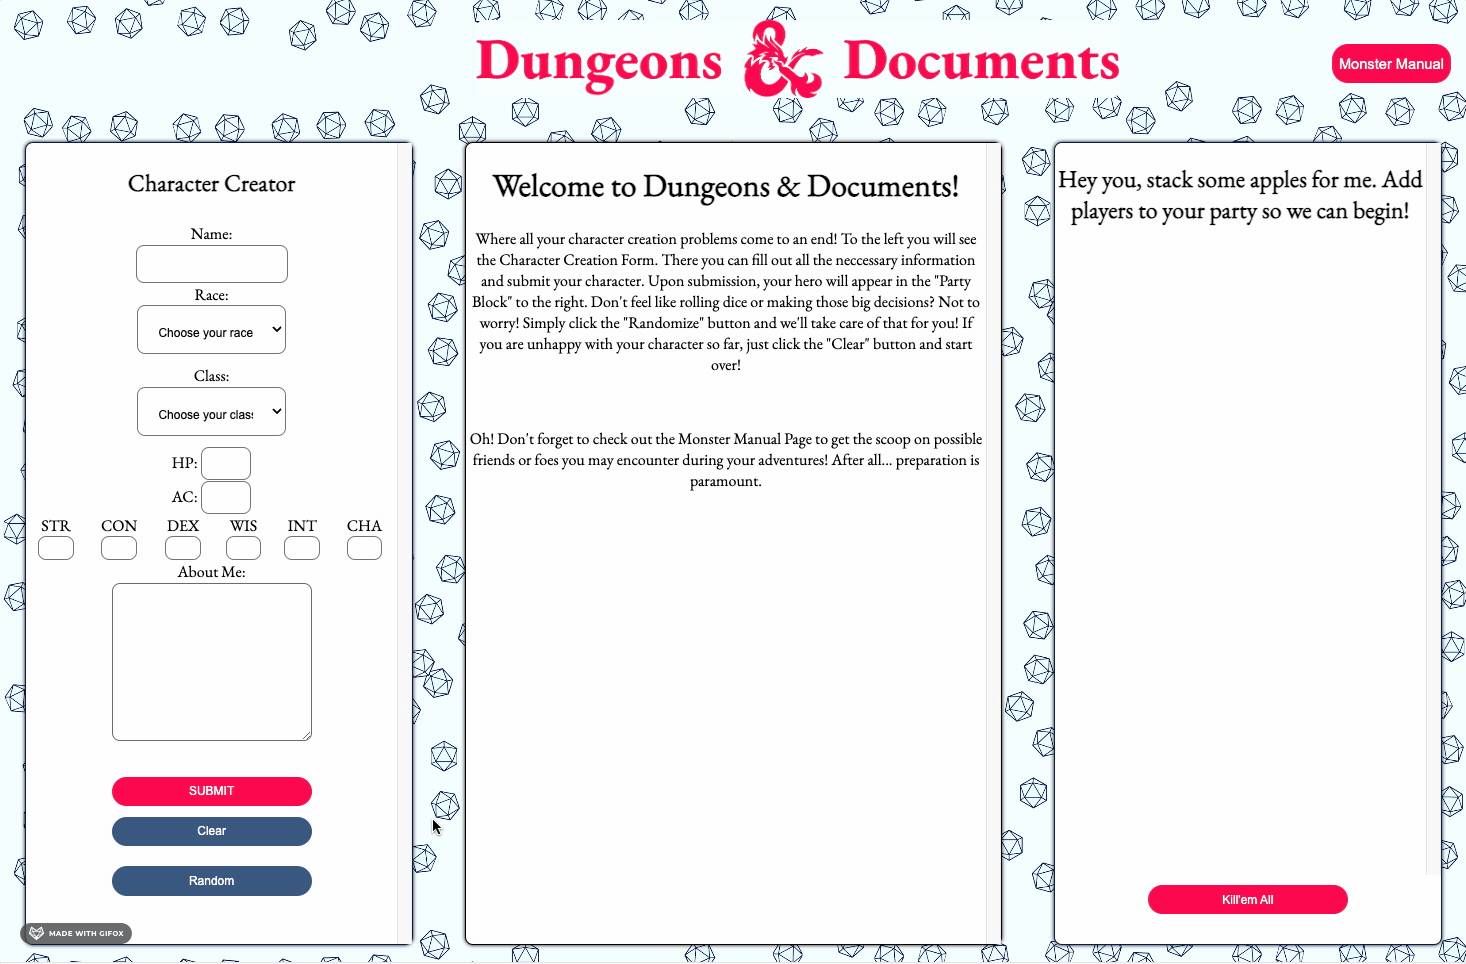 Dungeons & Documents
Monster Manual
Character Creator
Name:
Race:
Choose your race
Class:
Choose your clas
HP:
AC:
STR CON DEX WIS INT CHA
About Me:
SUBMIT
Clear
Random
MADE WITH GIFOX
Welcome to Dungeons & Documents!
Where all your character creation problems come to an end! To the left you will see
the Character Creation Form. There you can fill out all the neccessary information
and submit your character. Upon submission, your hero will appear in the "Party
Block" to the right. Don't feel like rolling dice or making those big decisions? Not to
worry! Simply click the "Randomize" button and we'll take care of that for you! If
you are unhappy with your character so far, just click the "Clear" button and start
over!
Oh! Don't forget to check out the Monster Manual Page to get the scoop on possible
friends or foes you may encounter during your adventures! After all... preparation is
paramount.
Hey you, stack some apples for me. Add
players to your party so we can begin!
Kill'em All